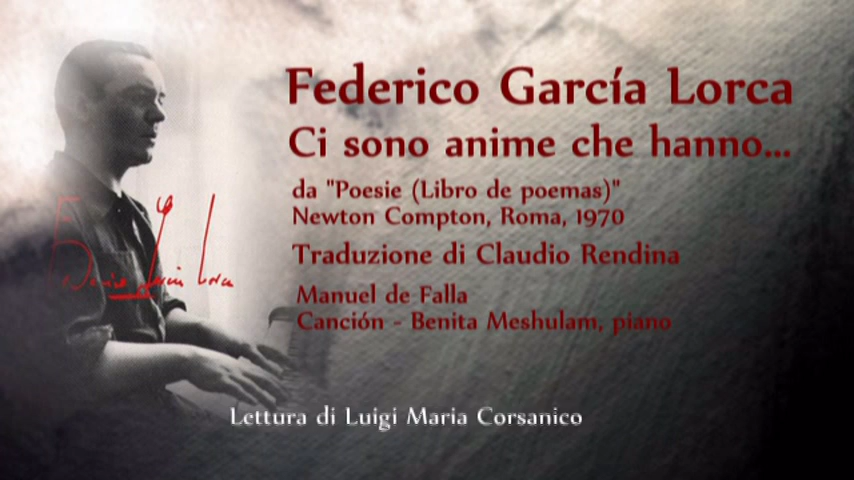 Federico García Lorca
Ci sono anime che hanno...
da "Poesie (Libro de poemas)"
Newton Compton, Roma, 1970
Traduzione di Claudio Rendina
Manuel de Falla
Canción - Benita Meshulam, piano
Lettura di Luigi Maria Corsanico